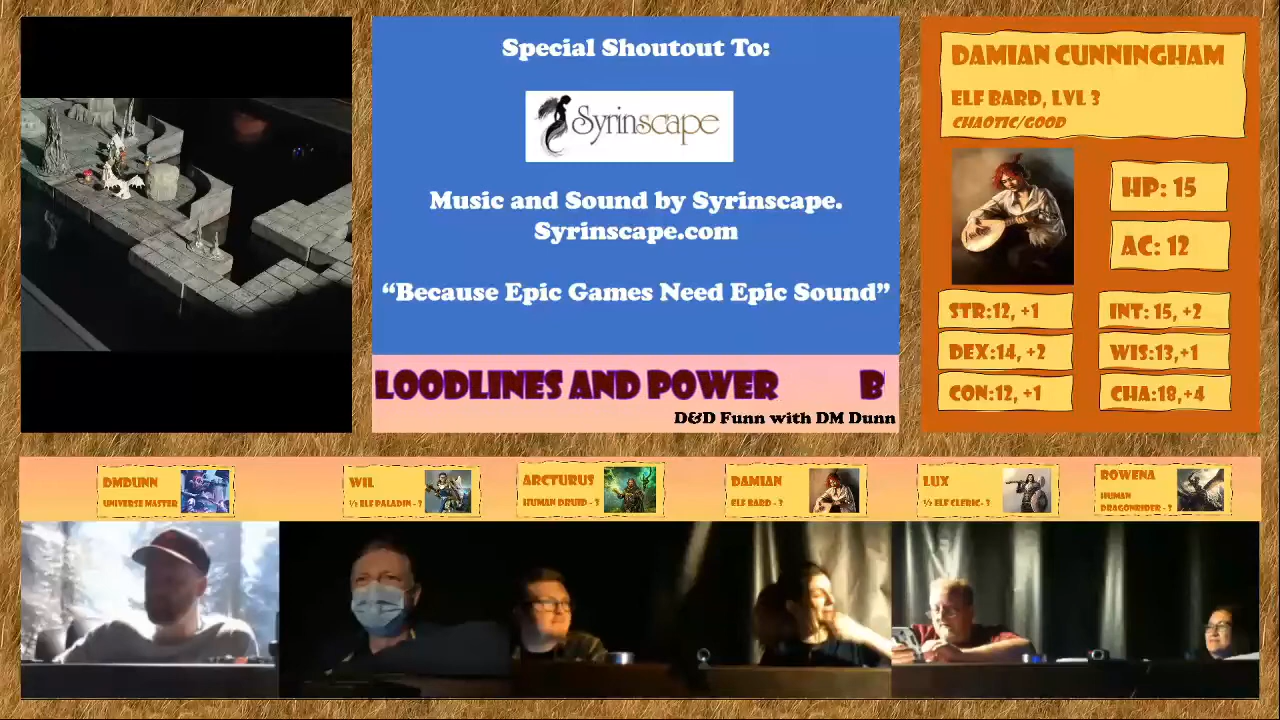 Special Shoutout To:
Syrinscape
Music and Sound by Syrinscape.
Syrinscape.com
“Because Epic Games Need Epic Sound”
LOODLINES AND POWER B
D&D Funn with DM Dunn
DAMIAN CUNNINGHAM
ELF BARD, LVL 3
CHAOTIC/GOOD
HP: 15
AC: 12
STR:12, +1
INT: 15, +2
DEX:14, +2
WIS:13,+1
CON:12, +1
CHA:18,+4
DMDUNN
UNIVERSE MASTER
WIL
½ ELF PALADIN - 3
ARCTURUS
HUMAN DRUID - 3
DAMIAN
ELF BARD - 3
LUX
½ ELF CLERIC- 3
ROWENA
HUMAN
DRAGONRIDER - 3